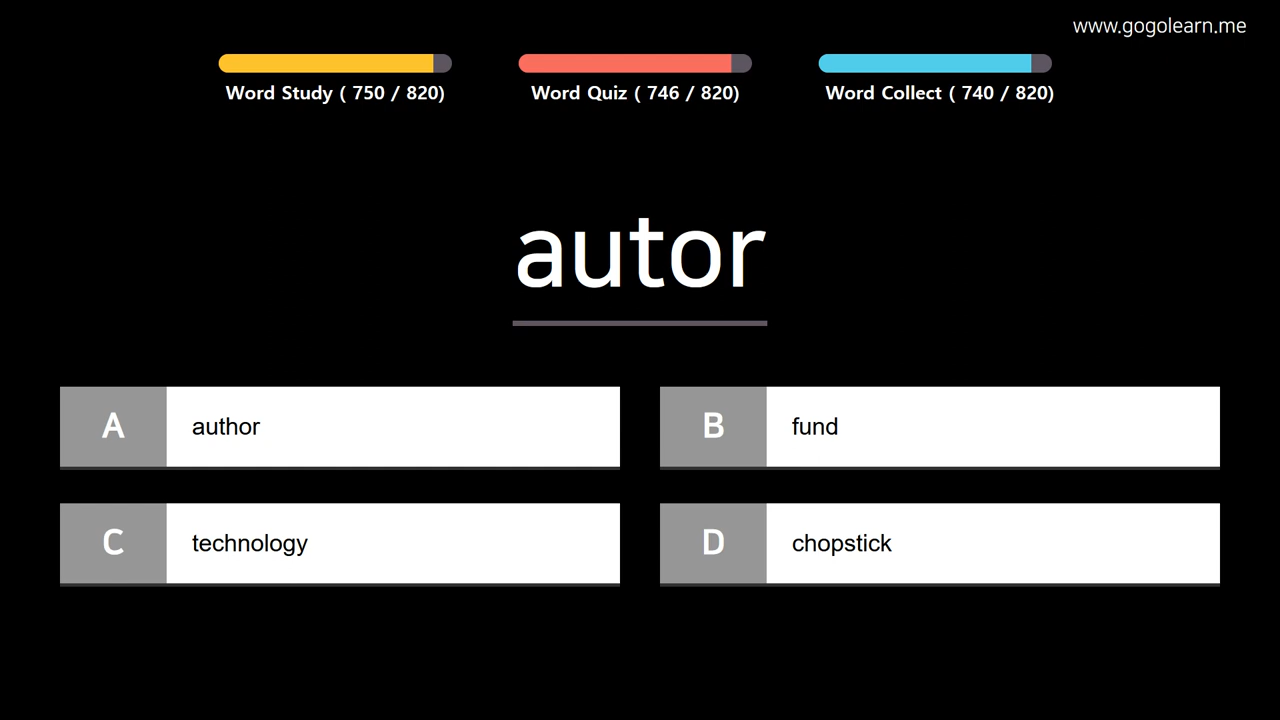 www.gogolearn.me
Word Study ( 750 / 820)
Word Quiz ( 746 / 820)
Word Collect ( 740 / 820)
autor
A author
B fund
C technology
D chopstick